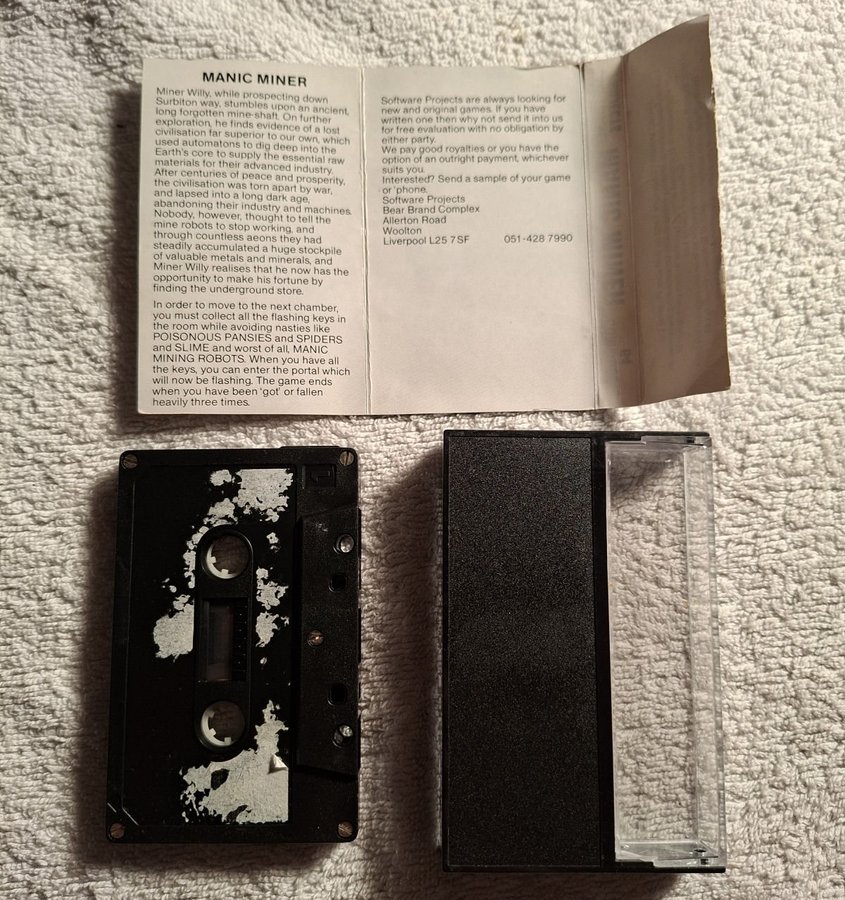 MANIC MINER
Miner Willy, while prospecting down
Surbiton way, stumbles upon an ancient,
long forgotten mine-shaft. On further
exploration, he finds evidence of a lost
civilisation far superior to our own, which
used automatons to dig deep into the
Earth's core to supply the essential raw
materials for their advanced industry.
After centuries of peace and prosperity,
the civilisation was torn apart by war,
and lapsed into a long dark age,
abandoning their industry and machines.
Nobody, however, thought to tell the
mine robots to stop working, and
through countless aeons they had
steadily accumulated a huge stockpile
of valuable metals and minerals, and
Miner Willy realises that he now has the
opportunity to make his fortune by
finding the underground store.
In order to move to the next chamber,
you must collect all the flashing keys in
the room while avoiding nasties like
POISONOUS PANSIES and SPIDERS
and SLIME and worst of all, MANIC
MINING ROBOTS. When you have all
the keys, you can enter the portal which
will now be flashing. The game ends
when you have been 'got' or fallen
heavily three times.
Software Projects are always looking for
new and original games. If you have
written one then why not send it into us
for free evaluation with no obligation by
either party.
We pay good royalties or you have the
option of an outright payment, whichever
suits you.
Interested? Send a sample of your game
or 'phone.
Software Projects
Bear Brand Complex
Allerton Road
Woolton
Liverpool L25 7SF 051-428 7990
1